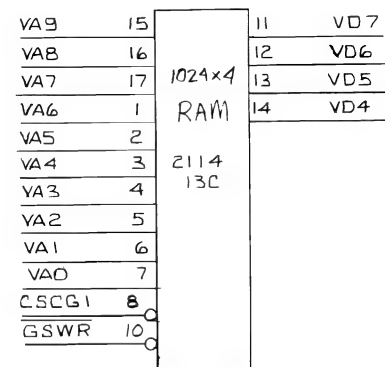 VA9 15 11 VD7
VA8 16 12 VD6
VA7 17 1024x4 13 VD5
VA6 1 RAM 14 VD4
VA5 2
VA4 3 2114
VA3 4 13C
VA2 5
VA1 6
VA0 7
CSCG1 8
GSWR 10